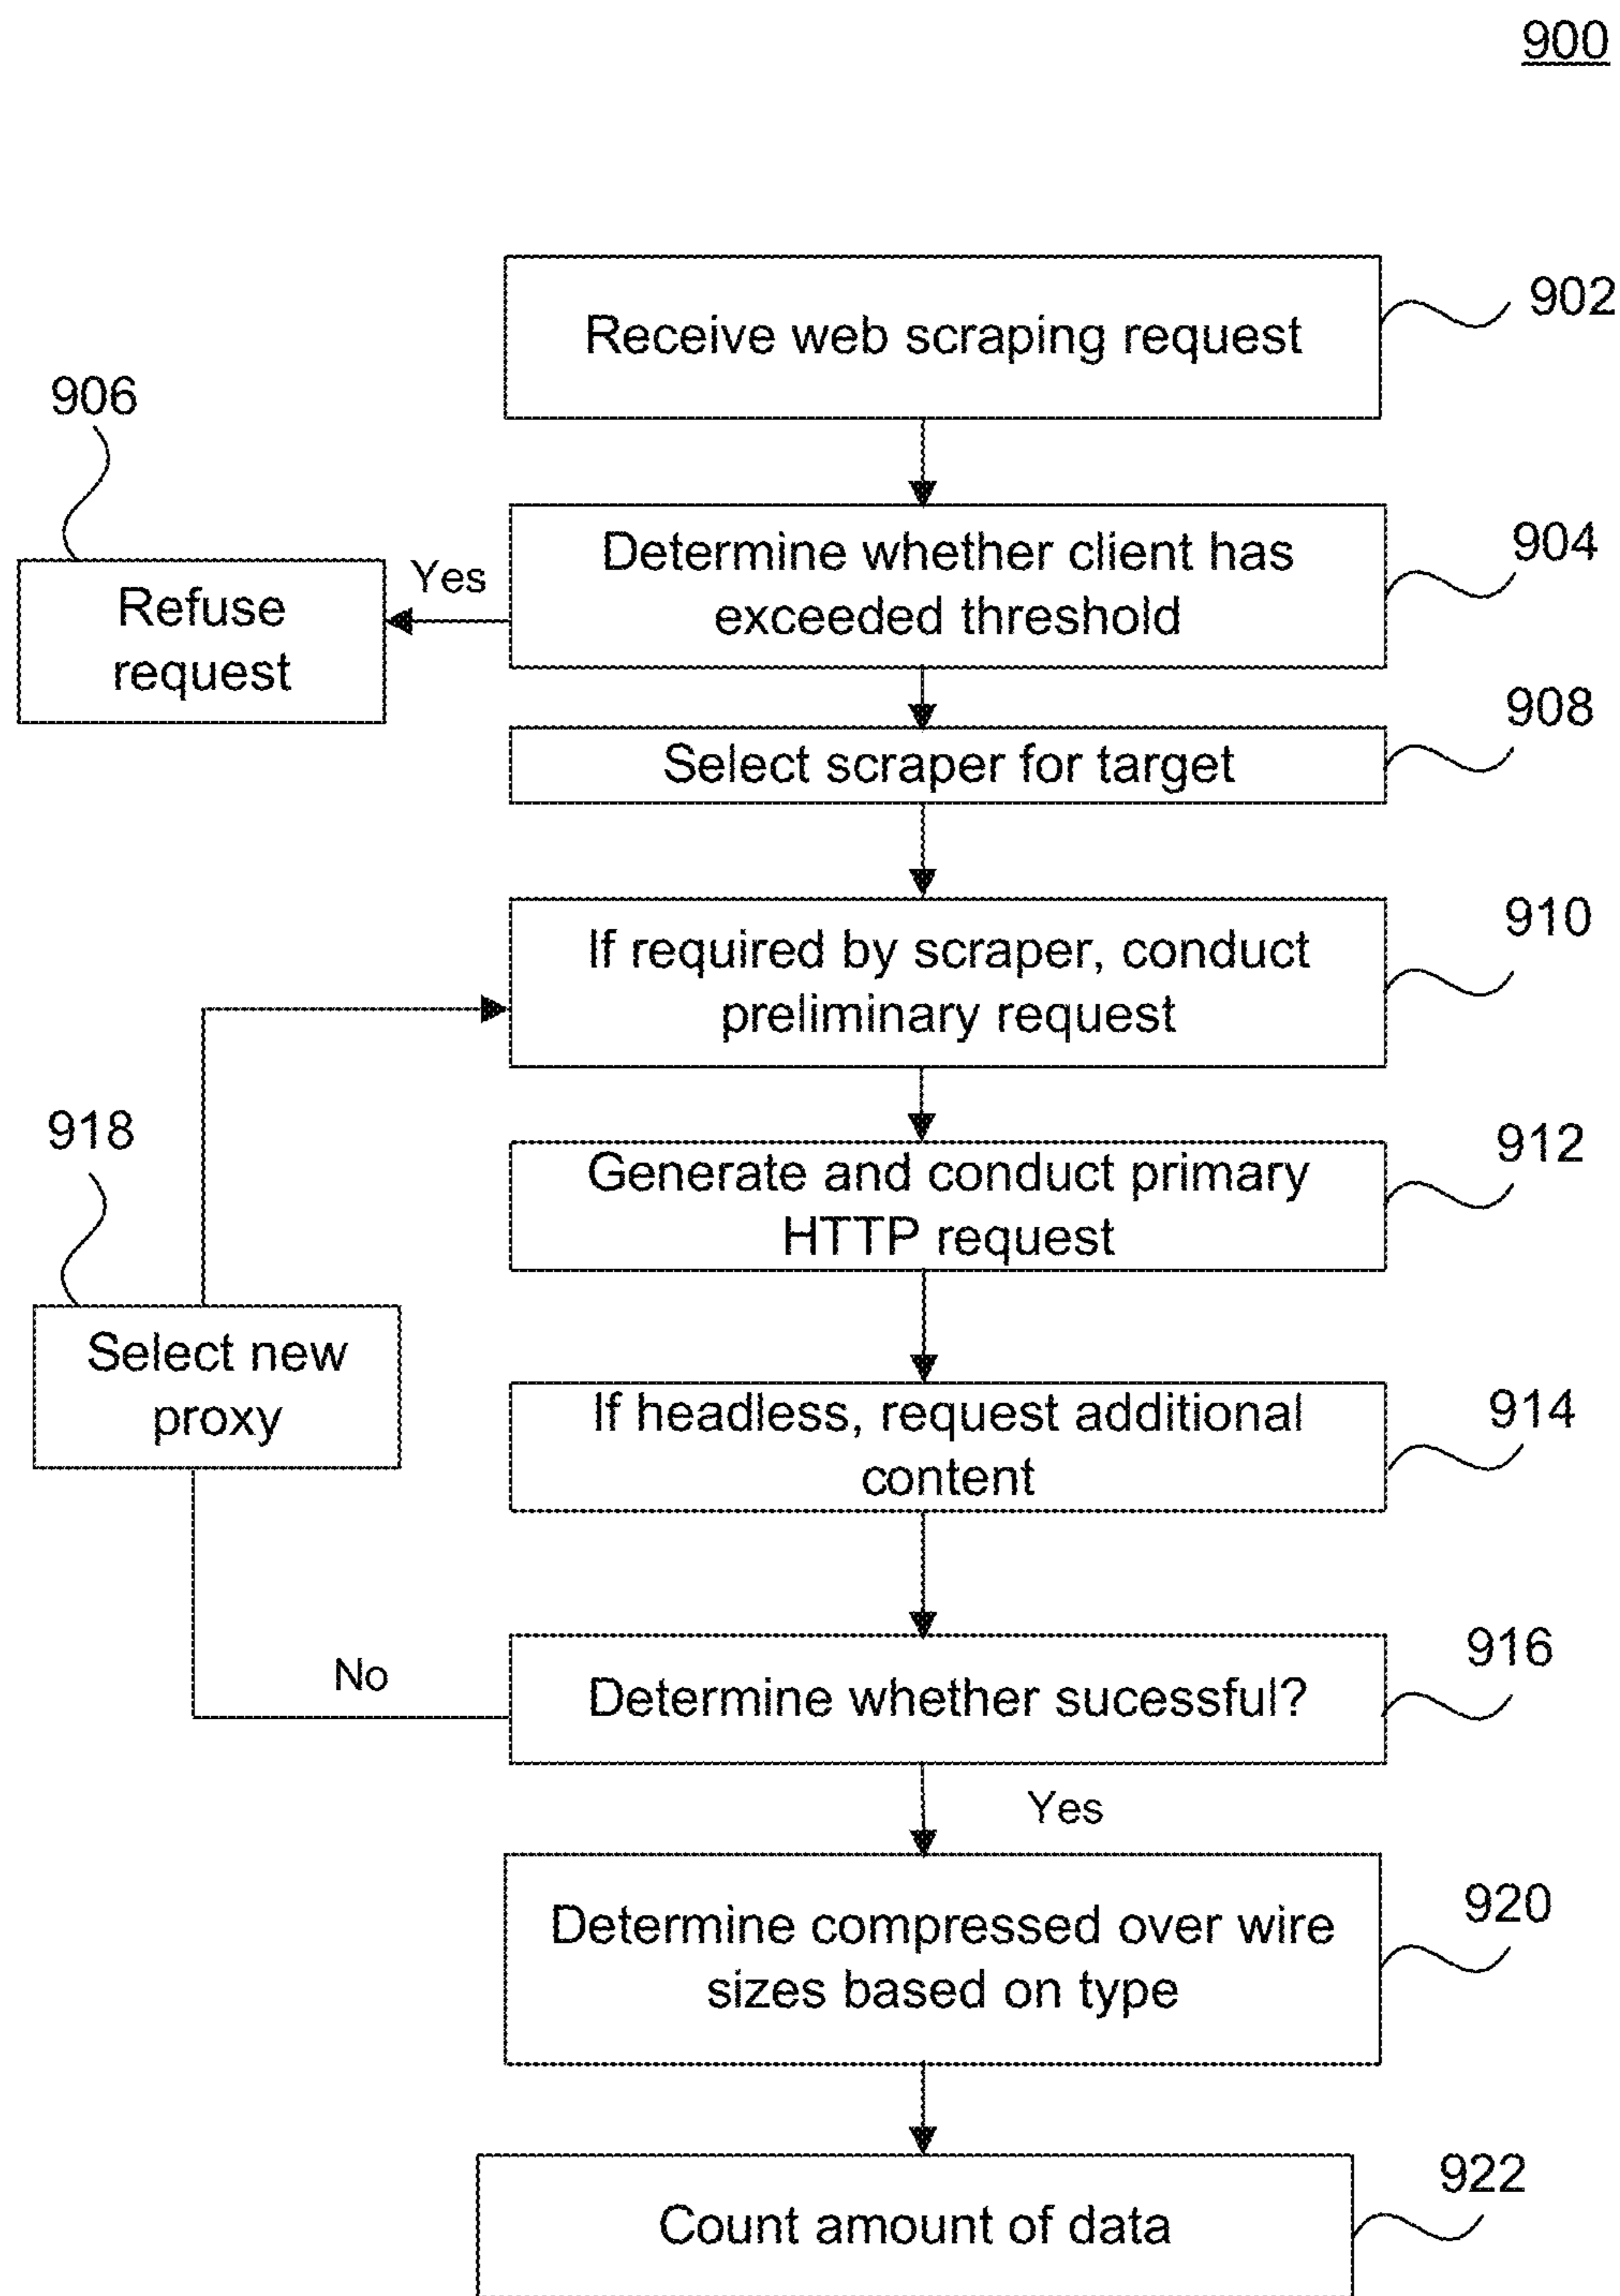 900
Receive web scraping request
902
906
Determine whether client has
exceeded threshold
904
Yes
Refuse
request
908
Select scraper for target
910
If required by scraper, conduct
preliminary request
918
912
Generate and conduct primary
HTTP request
Select new
proxy
914
If headless, request additional
content
916
No
Determine whether sucessful?
Yes
920
Determine compressed over wire
sizes based on type
922
Count amount of data